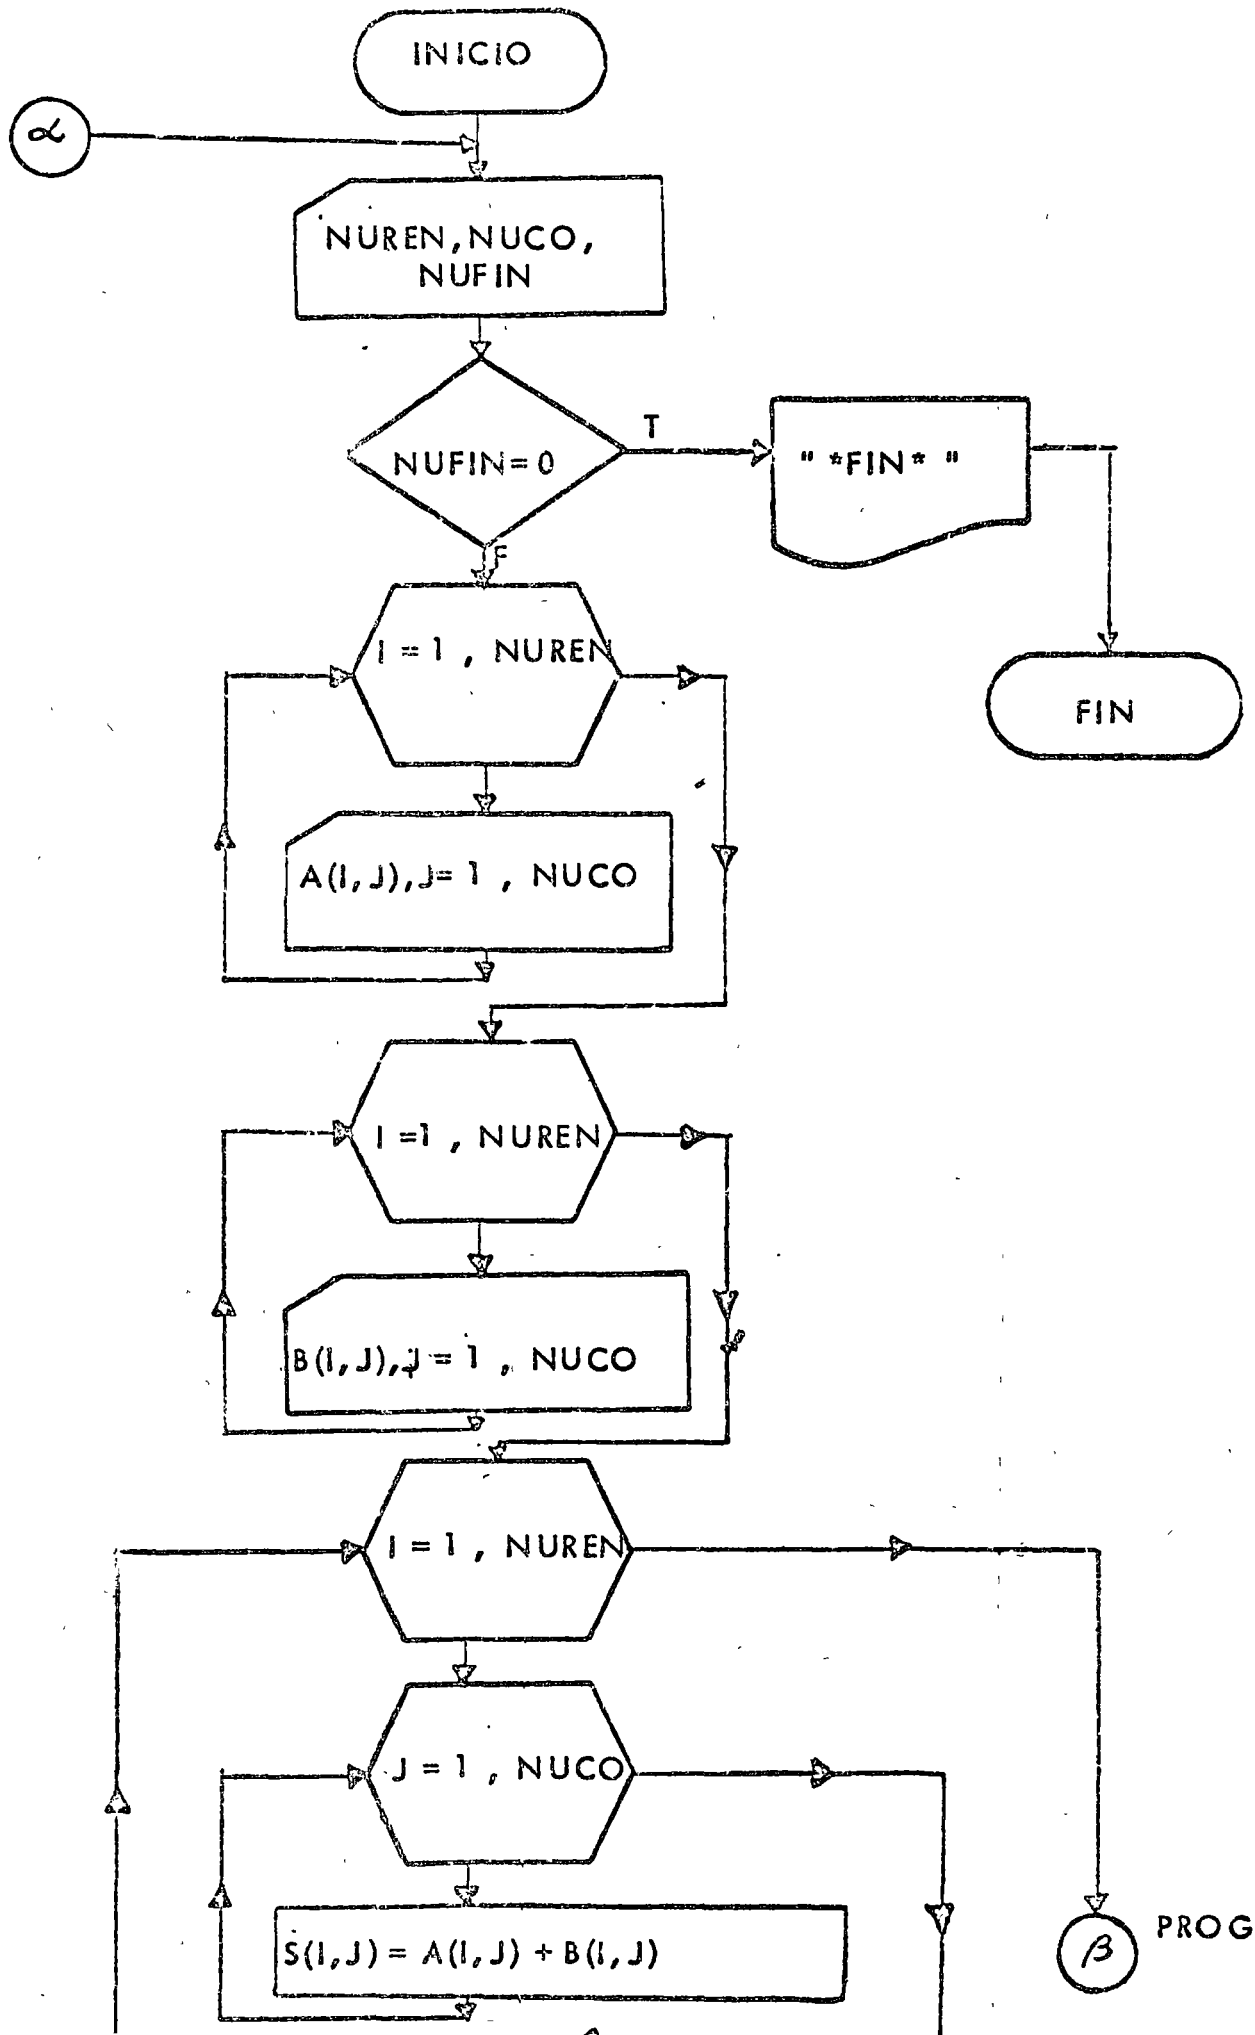 INICIO
α
NUREN, NUCO,
NUFIN
NUFIN=0
T
" *FIN* "
F
I = 1 , NUREN
FIN
A(I,J),J= 1 , NUCO
I =1 , NUREN
B(I,J),J = 1 , NUCO
I = 1 , NUREN
J = 1 , NUCO
S(I,J) = A(I,J) + B(I,J)
β
PROG